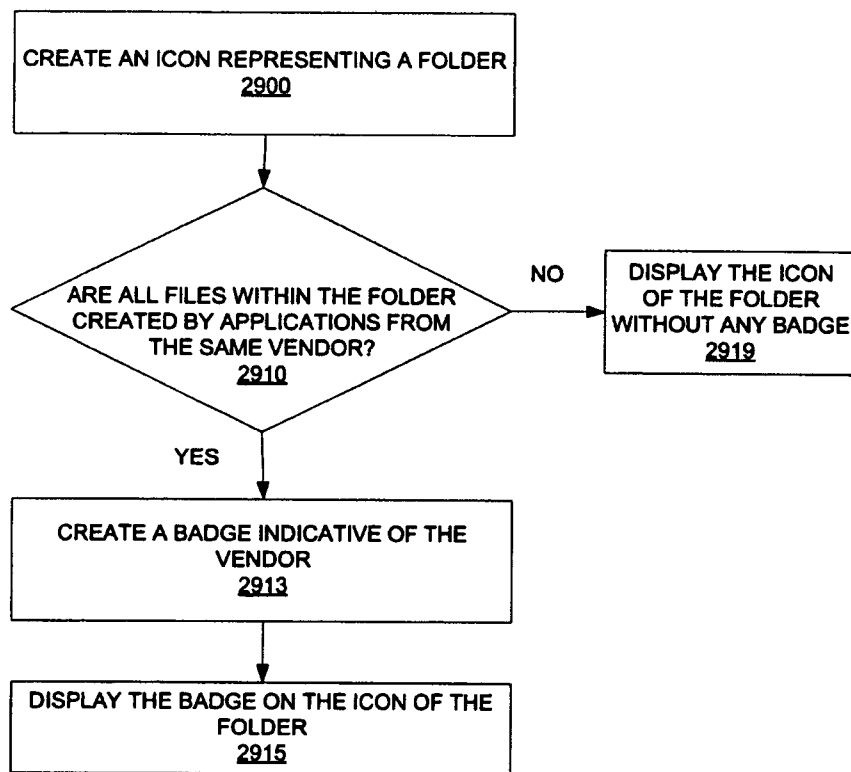 CREATE AN ICON REPRESENTING A FOLDER
2900
ARE ALL FILES WITHIN THE FOLDER
CREATED BY APPLICATIONS FROM
THE SAME VENDOR?
2910
NO
DISPLAY THE ICON
OF THE FOLDER
WITHOUT ANY BADGE
2919
YES
CREATE A BADGE INDICATIVE OF THE
VENDOR
2913
DISPLAY THE BADGE ON THE ICON OF THE
FOLDER
2915